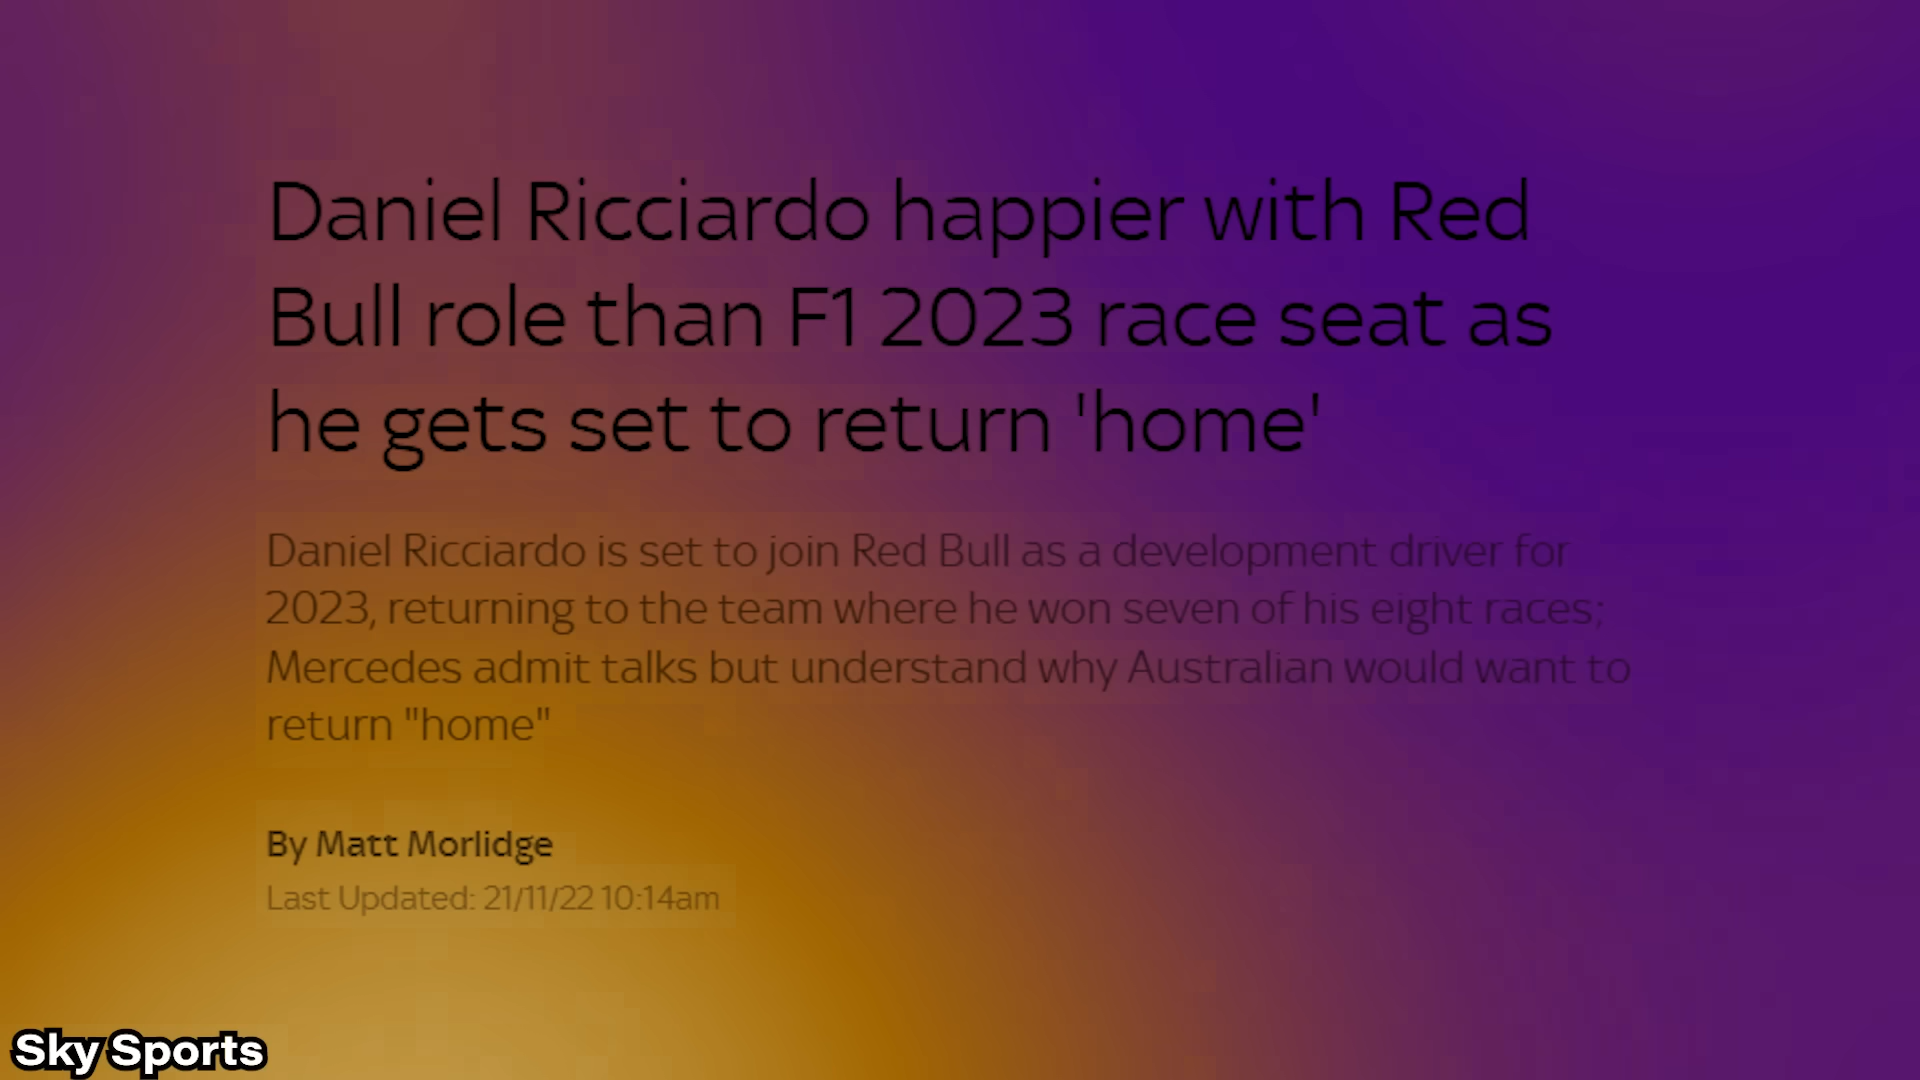 Daniel Ricciardo happier with Red
Bull role than F1 2023 race seat as
he gets set to return 'home'
Daniel Ricciardo is set to join Red Bull as a development driver for
2023, returning to the team where he won seven of his eight races;
Mercedes admit talks but understand why Australian would want to
return "home"
By Matt Morlidge
Last Updated: 21/11/22 10:14am
Sky Sports